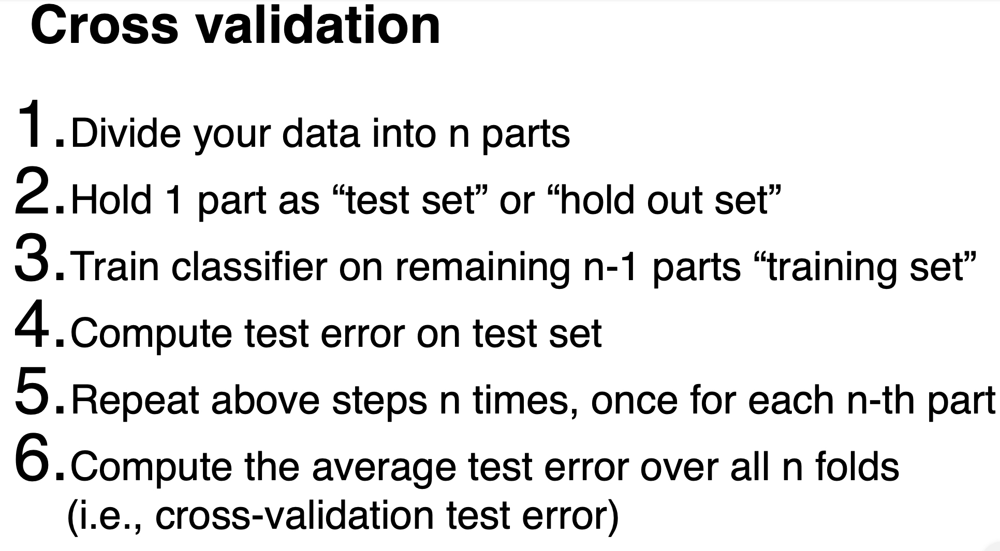 Cross validation
1.Divide your data into n parts
2.Hold 1 part as “test set” or “hold out set”
3.Train classifier on remaining n-1 parts “training set”
4.Compute test error on test set
5.Repeat above steps n times, once for each n-th part
6.Compute the average test error over all n folds
(i.e., cross-validation test error)